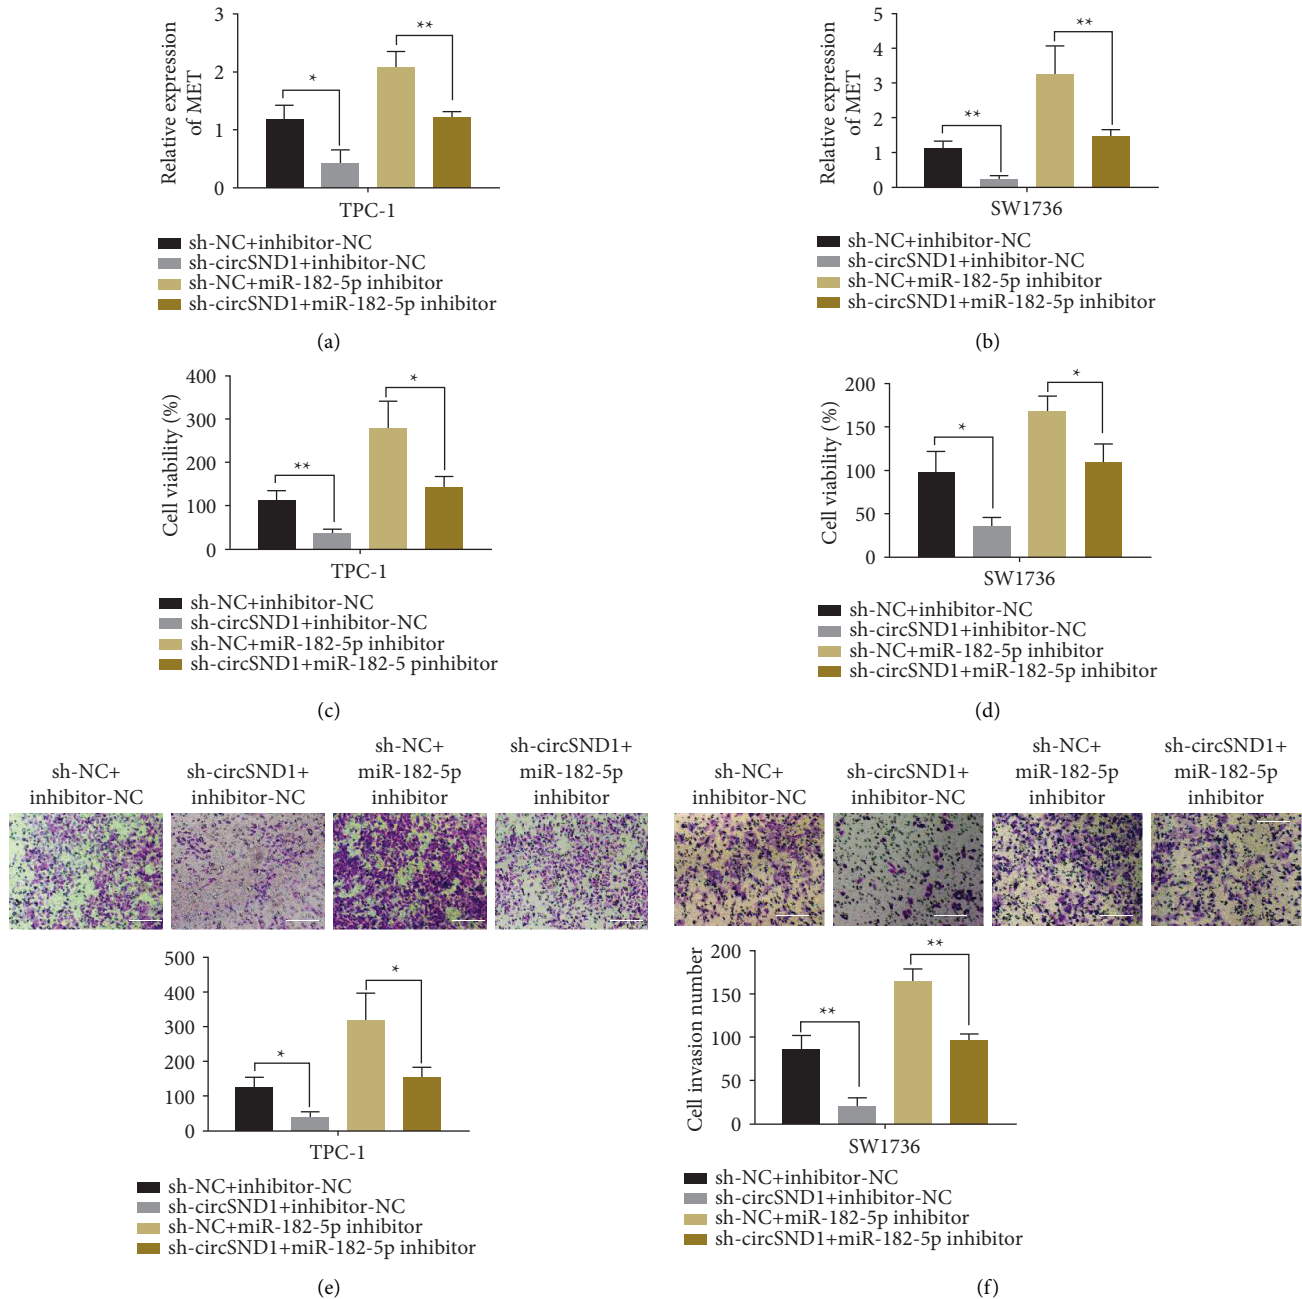 3
2
1
0
Relative expression
of MET
*
**
TPC-1
sh-NC+inhibitor-NC
sh-circSND1+inhibitor-NC
sh-NC+miR-182-5p inhibitor
sh-circSND1+miR-182-5p inhibitor
(a)
5
4
3
2
1
0
Relative expression
of MET
**
**
SW1736
sh-NC+inhibitor-NC
sh-circSND1+inhibitor-NC
sh-NC+miR-182-5p inhibitor
sh-circSND1+miR-182-5p inhibitor
(b)
400
300
200
100
0
Cell viability (%)
**
*
TPC-1
sh-NC+inhibitor-NC
sh-circSND1+inhibitor-NC
sh-NC+miR-182-5p inhibitor
sh-circSND1+miR-182-5 pinhibitor
(c)
200
150
100
50
0
Cell viability (%)
*
*
SW1736
sh-NC+inhibitor-NC
sh-circSND1+inhibitor-NC
sh-NC+miR-182-5p inhibitor
sh-circSND1+miR-182-5p inhibitor
(d)
sh-NC+
inhibitor-NC
sh-circSND1+
inhibitor-NC
sh-NC+
miR-182-5p
inhibitor
sh-circSND1+
miR-182-5p
inhibitor
500
400
300
200
100
0
*
*
TPC-1
sh-NC+inhibitor-NC
sh-circSND1+inhibitor-NC
sh-NC+miR-182-5p inhibitor
sh-circSND1+miR-182-5p inhibitor
(e)
sh-NC+
inhibitor-NC
sh-circSND1+
inhibitor-NC
sh-NC+
miR-182-5p
inhibitor
sh-circSND1+
miR-182-5p
inhibitor
200
150
100
50
0
Cell invasion number
**
**
SW1736
sh-NC+inhibitor-NC
sh-circSND1+inhibitor-NC
sh-NC+miR-182-5p inhibitor
sh-circSND1+miR-182-5p inhibitor
(f)